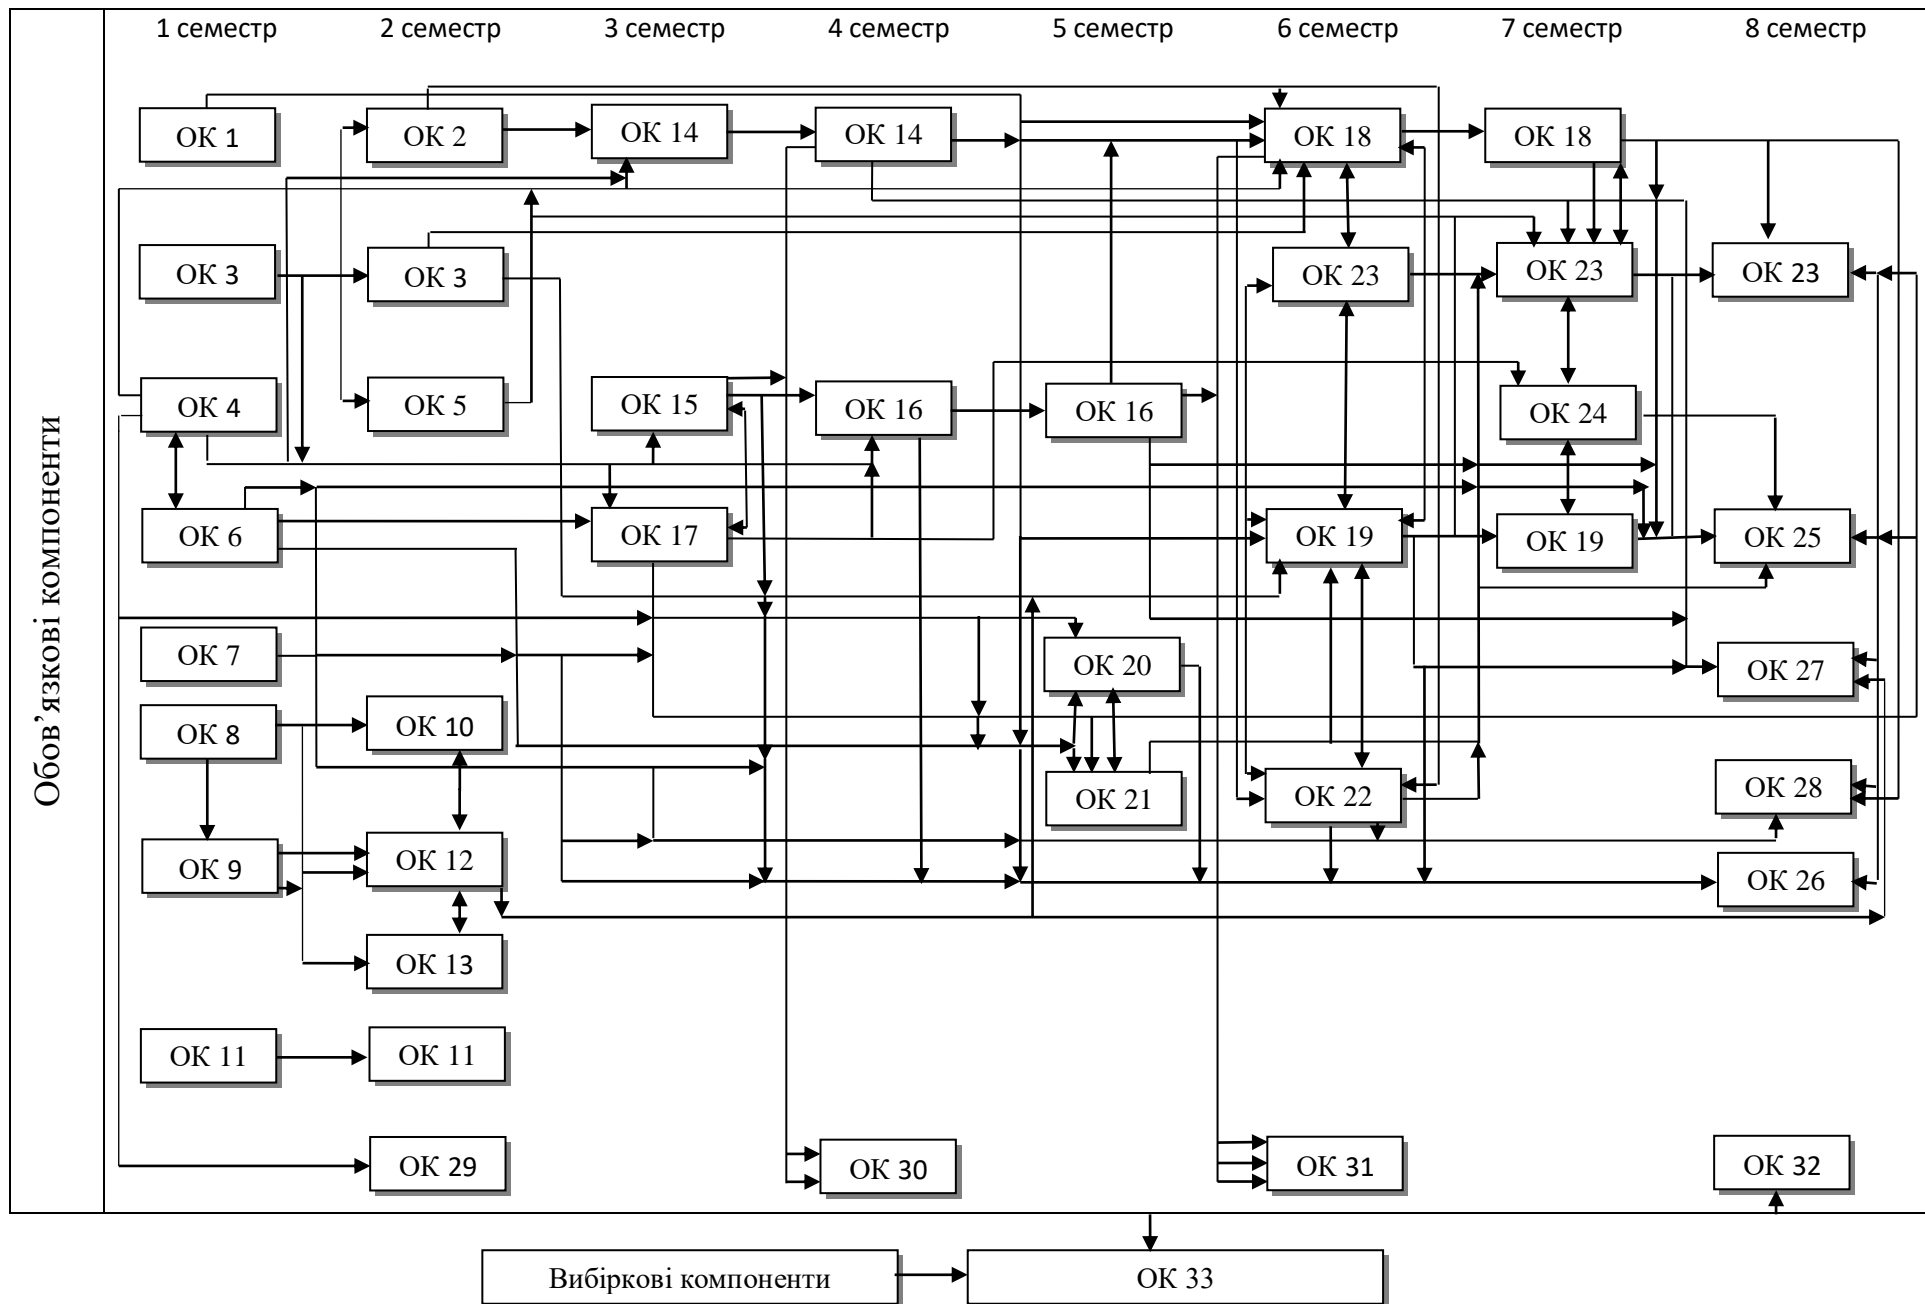 1 семестр
2 семестр
3 семестр
4 семестр
5 семестр
6 семестр
7 семестр
8 семестр
Обов’язкові компоненти
ОК 1
ОК 2
ОК 14
ОК 14
ОК 18
ОК 18
ОК 3
ОК 3
ОК 23
ОК 23
ОК 23
ОК 4
ОК 5
ОК 15
ОК 16
ОК 16
ОК 24
ОК 6
ОК 17
ОК 19
ОК 19
ОК 25
ОК 7
ОК 20
ОК 27
ОК 8
ОК 10
ОК 21
ОК 22
ОК 28
ОК 9
ОК 12
ОК 26
ОК 13
ОК 11
ОК 11
ОК 29
ОК 30
ОК 31
ОК 32
Вибіркові компоненти
ОК 33